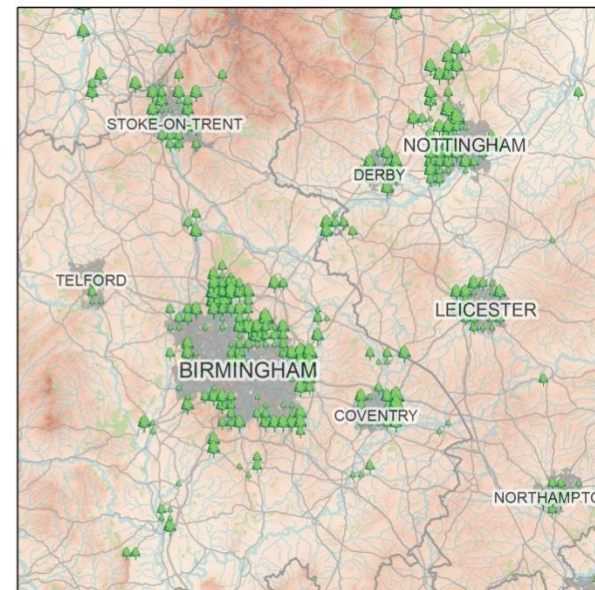 STOKE-ON-TRENT
NOTTINGHAM
DERBY
TELFORD
LEICESTER
BIRMINGHAM
COVENTRY
NORTHAMPTO